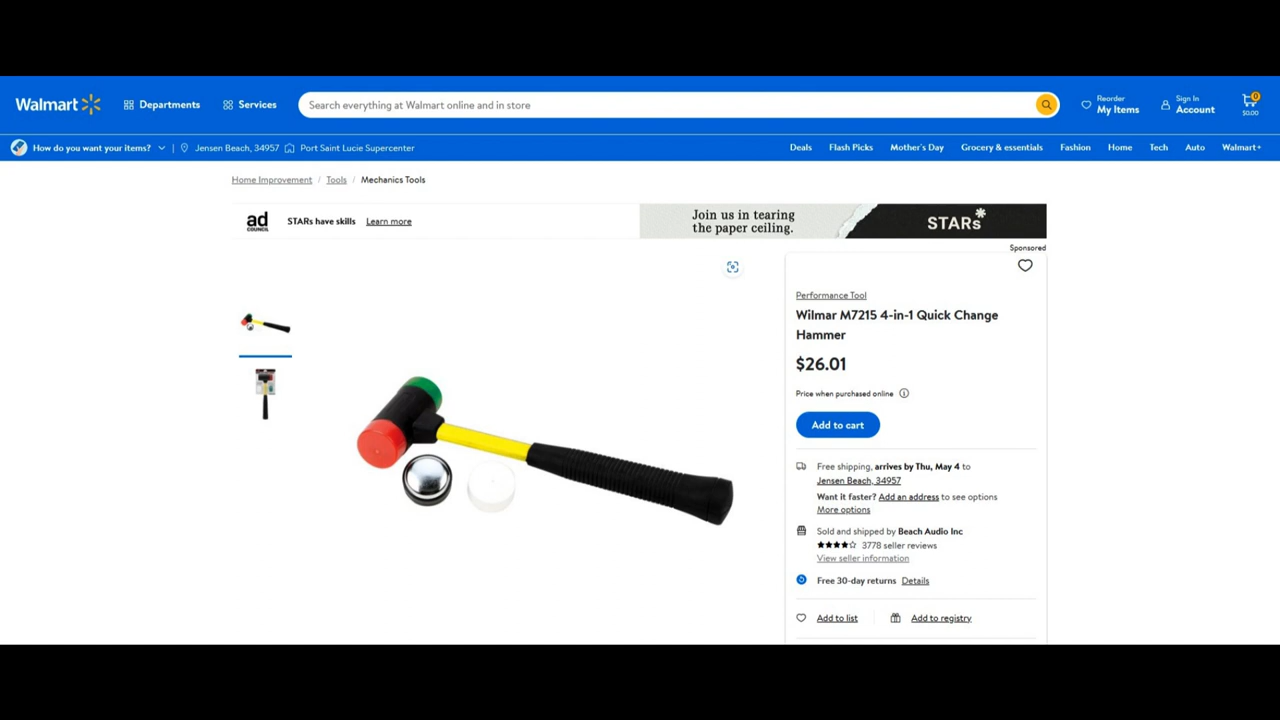 Walmart
Departments
Services
Search everything at Walmart online and in store
Reorder
My Items
Sign In
Account
0
$0.00
How do you want your items?
Jensen Beach, 34957
Port Saint Lucie Supercenter
Deals
Flash Picks
Mother's Day
Grocery & essentials
Fashion
Home
Tech
Auto
Walmart+
Home Improvement / Tools / Mechanics Tools
ad
COUNCIL
STARs have skills
Learn more
Join us in tearing
the paper ceiling.
STARs*
Sponsored
Performance Tool
Wilmar M7215 4-in-1 Quick Change
Hammer
$26.01
Price when purchased online
Add to cart
Free shipping, arrives by Thu, May 4 to
Jensen Beach, 34957
Want it faster? Add an address to see options
More options
Sold and shipped by Beach Audio Inc
3778 seller reviews
View seller information
Free 30-day returns Details
Add to list
Add to registry